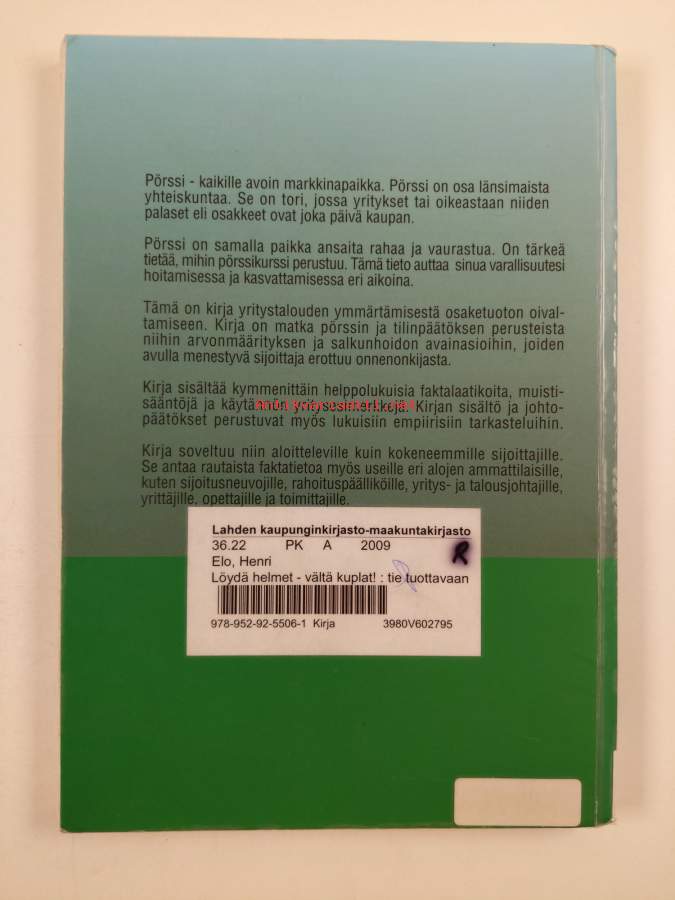 Pörssi - kaikille avoin markkinapaikka. Pörssi on osa länsimaista
yhteiskuntaa. Se on tori, jossa yritykset tai oikeastaan niiden
palaset eli osakkeet ovat joka päivä kaupan.
Pörssi on samalla paikka ansaita rahaa ja vaurastua. On tärkeä
tietää, mihin pörssikurssi perustuu. Tämä tieto auttaa sinua varallisuutesi
hoitamisessa ja kasvattamisessa eri aikoina.
Tämä on kirja yritystalouden ymmärtämisestä osaketuoton oival-
tamiseen. Kirja on matka pörssin ja tilinpäätöksen perusteista
niihin arvonmäärityksen ja salkunhoidon avainasioihin, joiden
avulla menestyvä sijoittaja erottuu onnenonkijasta.
Kirja sisältää kymmenittäin helppolukuisia faktalaatikoita, muisti-
sääntöjä ja käytännön yritysesimerkkejä. Kirjan sisältö ja johto-
päätökset perustuvat myös lukuisiin empiirisiin tarkasteluihin.
Kirja soveltuu niin aloitteleville kuin kokeneemmille sijoittajille.
Se antaa rautaista faktatietoa myös useille eri alojen ammattilaisille,
kuten sijoitusneuvojille, rahoituspäälliköille, yritys- ja talousjohtajille,
yrittäjille, opettajille ja toimittajille.
Lahden kaupunginkirjasto-maakuntakirjasto
36.22 PK A 2009 R
Elo, Henri
Löydä helmet - vältä kuplat! : tie tuottavaan
978-952-92-5506-1 Kirja 3980V602795